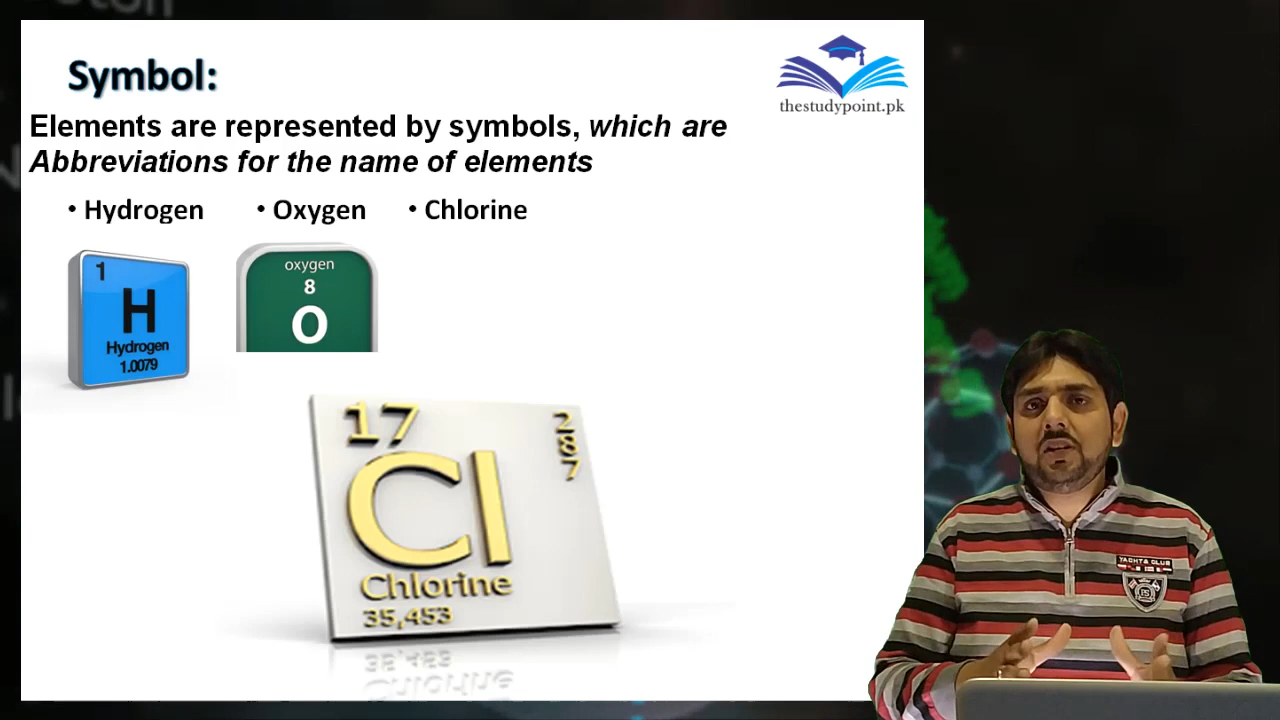 Symbol:
thestudypoint.pk
Elements are represented by symbols, which are
Abbreviations for the name of elements
• Hydrogen • Oxygen • Chlorine
1
H
Hydrogen
1.0079
oxygen
8
O
17
2
8
7
Cl
Chlorine
35,453
YACHT & CLUB